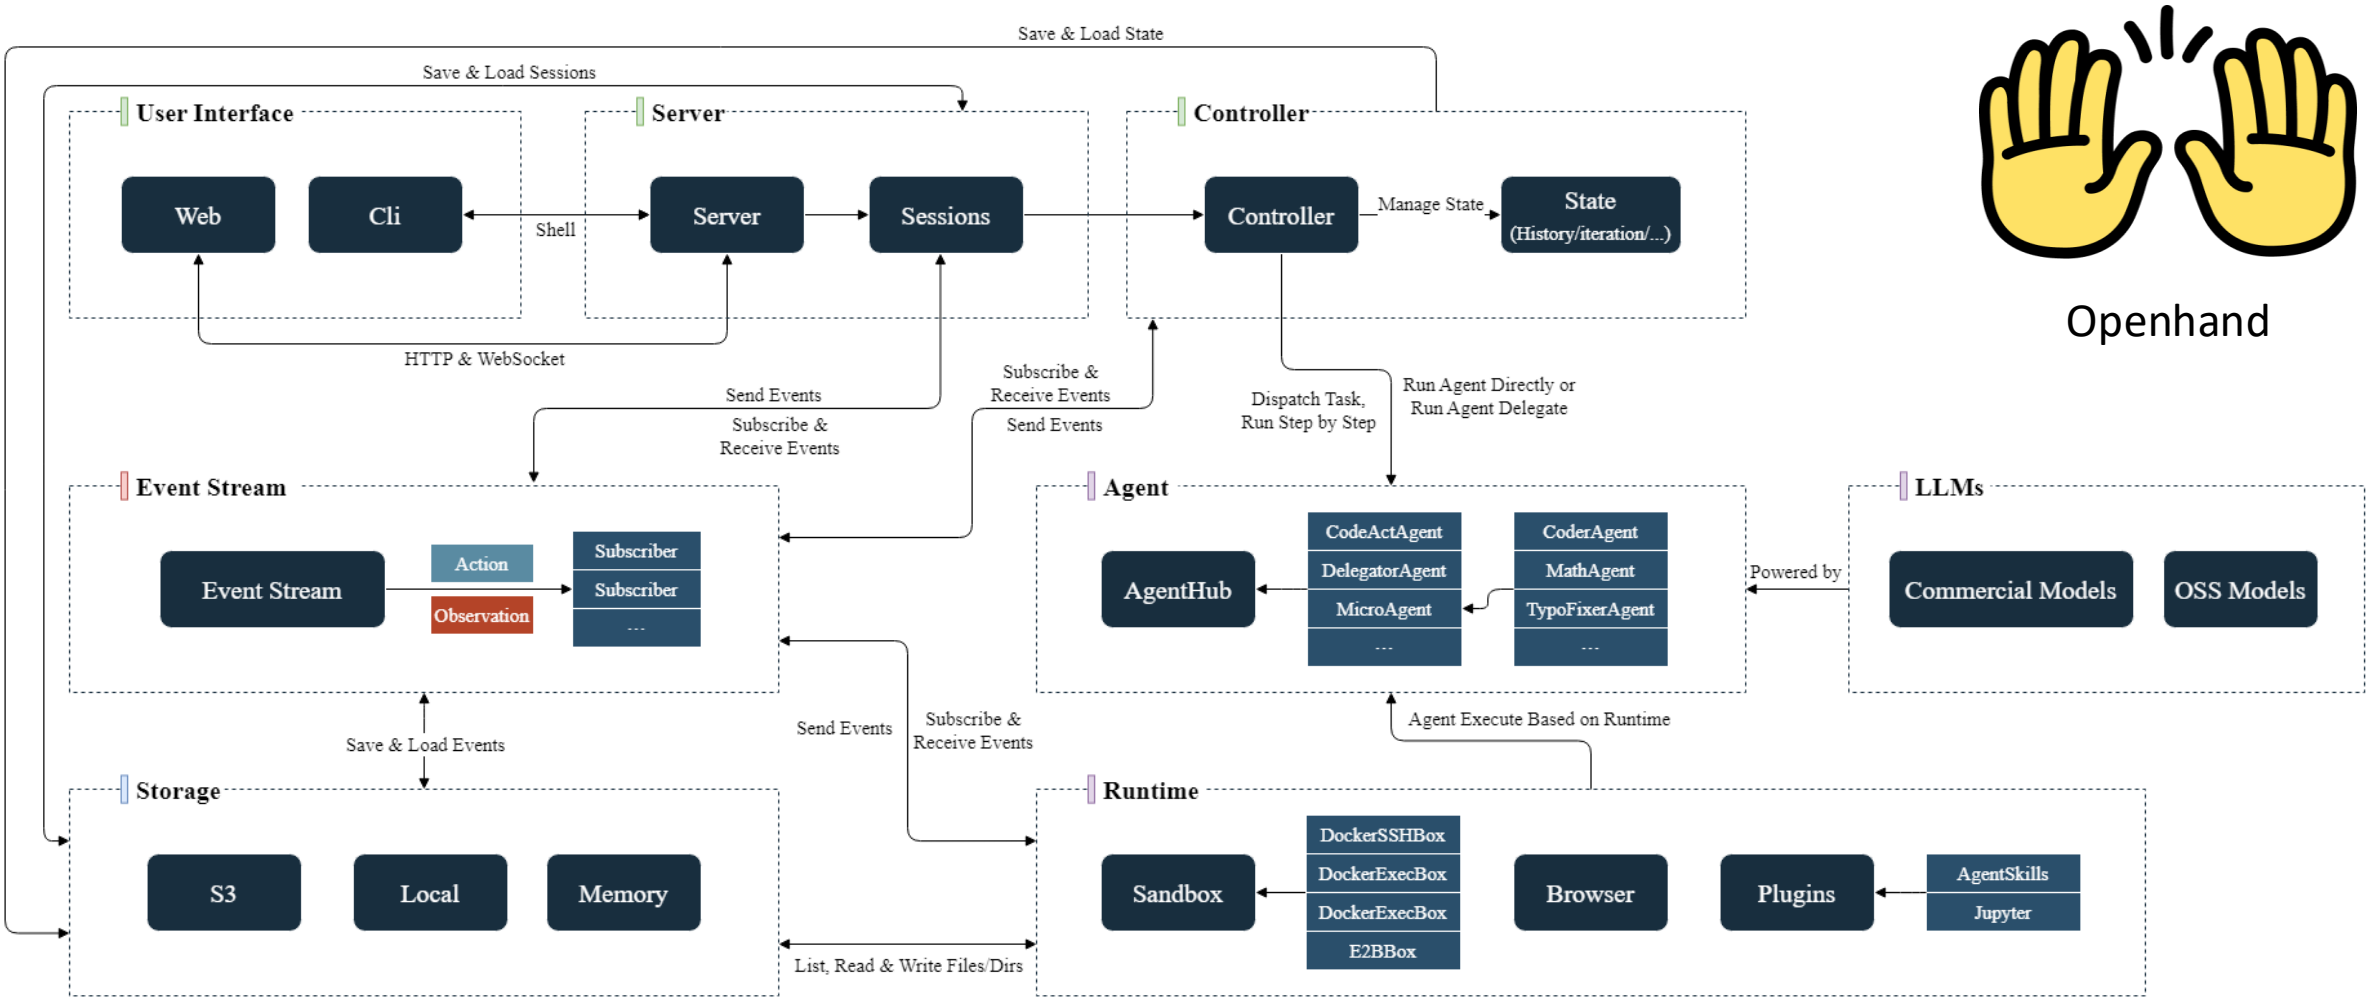 Save & Load State
Save & Load Sessions
User Interface
Server
Controller
Web
Cli
Shell
Server
Sessions
Controller
Manage State
State
(History/iteration/...)
HTTP & WebSocket
Openhand
Send Events
Subscribe &
Receive Events
Subscribe &
Receive Events
Send Events
Dispatch Task,
Run Step by Step
Run Agent Directly or
Run Agent Delegate
Event Stream
Event Stream
Action
Observation
Subscriber
Subscriber
...
Agent
AgentHub
CodeActAgent
DelegatorAgent
MicroAgent
...
CoderAgent
MathAgent
TypoFixerAgent
...
Powered by
LLMs
Commercial Models
OSS Models
Save & Load Events
Send Events
Subscribe &
Receive Events
Agent Execute Based on Runtime
Storage
S3
Local
Memory
List, Read & Write Files/Dirs
Runtime
Sandbox
DockerSSHBox
DockerExecBox
DockerExecBox
E2BBox
Browser
Plugins
AgentSkills
Jupyter